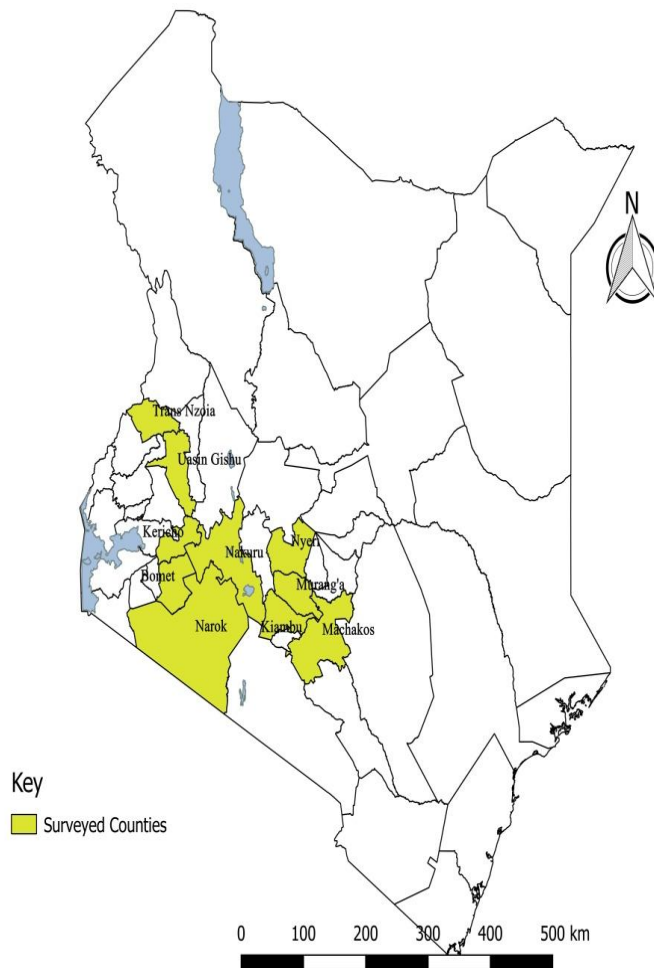 N
Trans Nzoia
Uasin Gishu
Kericho
Nakuru
Nyeri
Bomet
Murang'a
Narok
Kiambu
Machakos
Key
Surveyed Counties
0 100 200 300 400 500 km